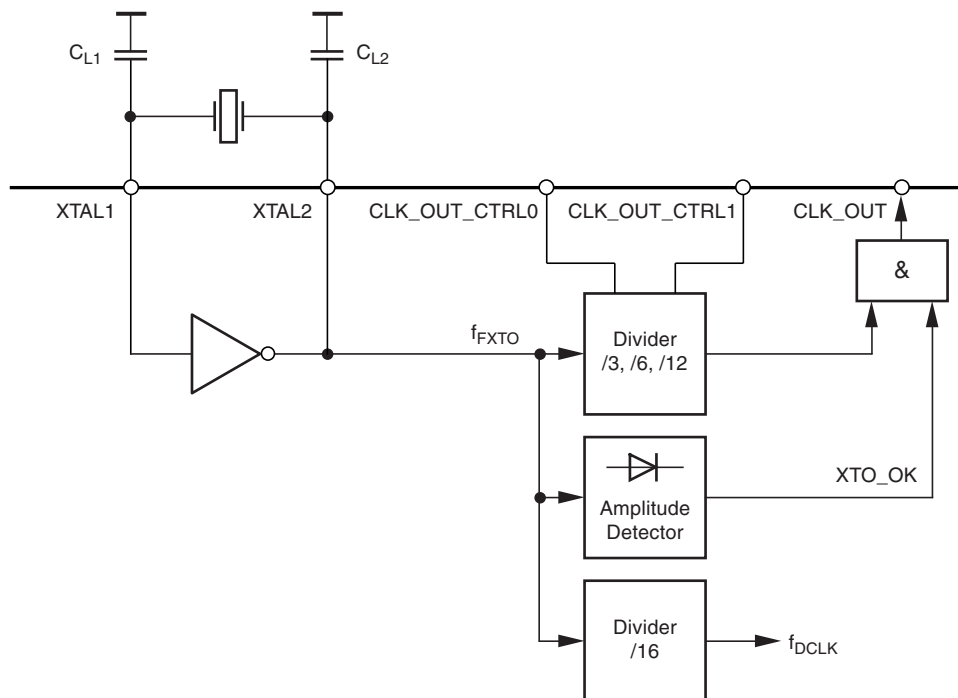 CL1
CL2
XTAL1
XTAL2
CLK_OUT_CTRL0
CLK_OUT_CTRL1
CLK_OUT
&
fFXTO
Divider
/3, /6, /12
XTO_OK
Amplitude
Detector
Divider
/16
fDCLK